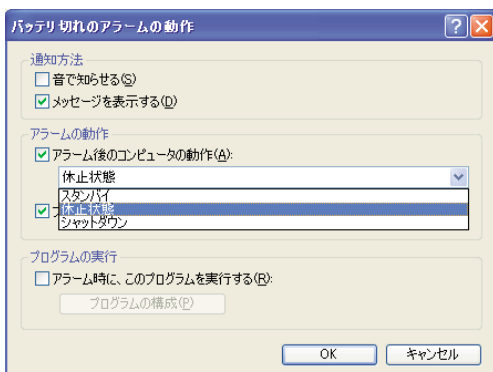 バッテリ切れのアラームの動作
通知方法
音で知らせる(S)
メッセージを表示する(D)
アラームの動作
アラーム後のコンピュータの動作(A):
休止状態
スタンバイ
休止状態
シャットダウン
プログラムの実行
アラーム時に、このプログラムを実行する(R):
プログラムの構成(P)
OK
キャンセル